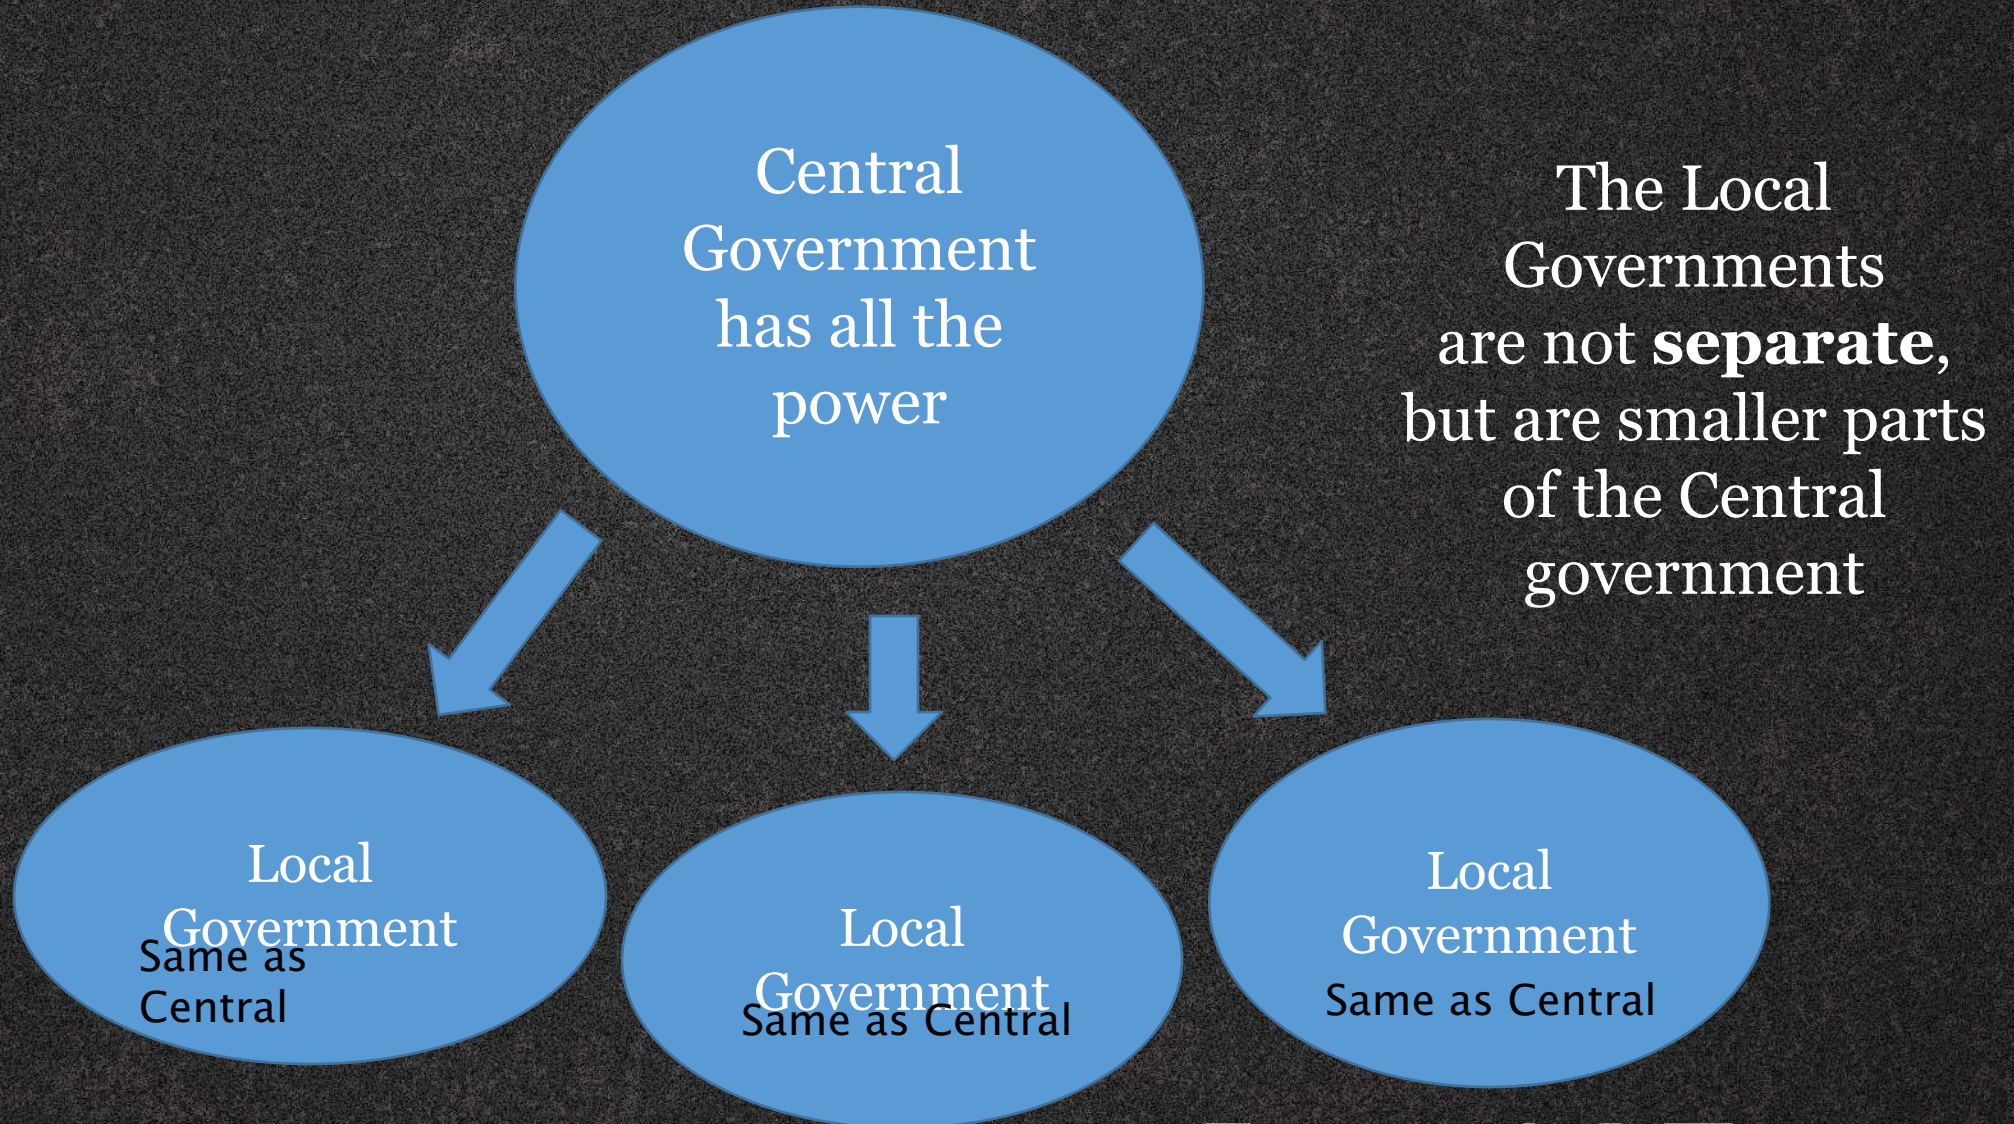 Central
Government
has all the
power
The Local
Governments
are not separate,
but are smaller parts
of the Central
government
Local
Government
Same as
Central
Local
Government
Same as Central
Local
Government
Same as Central